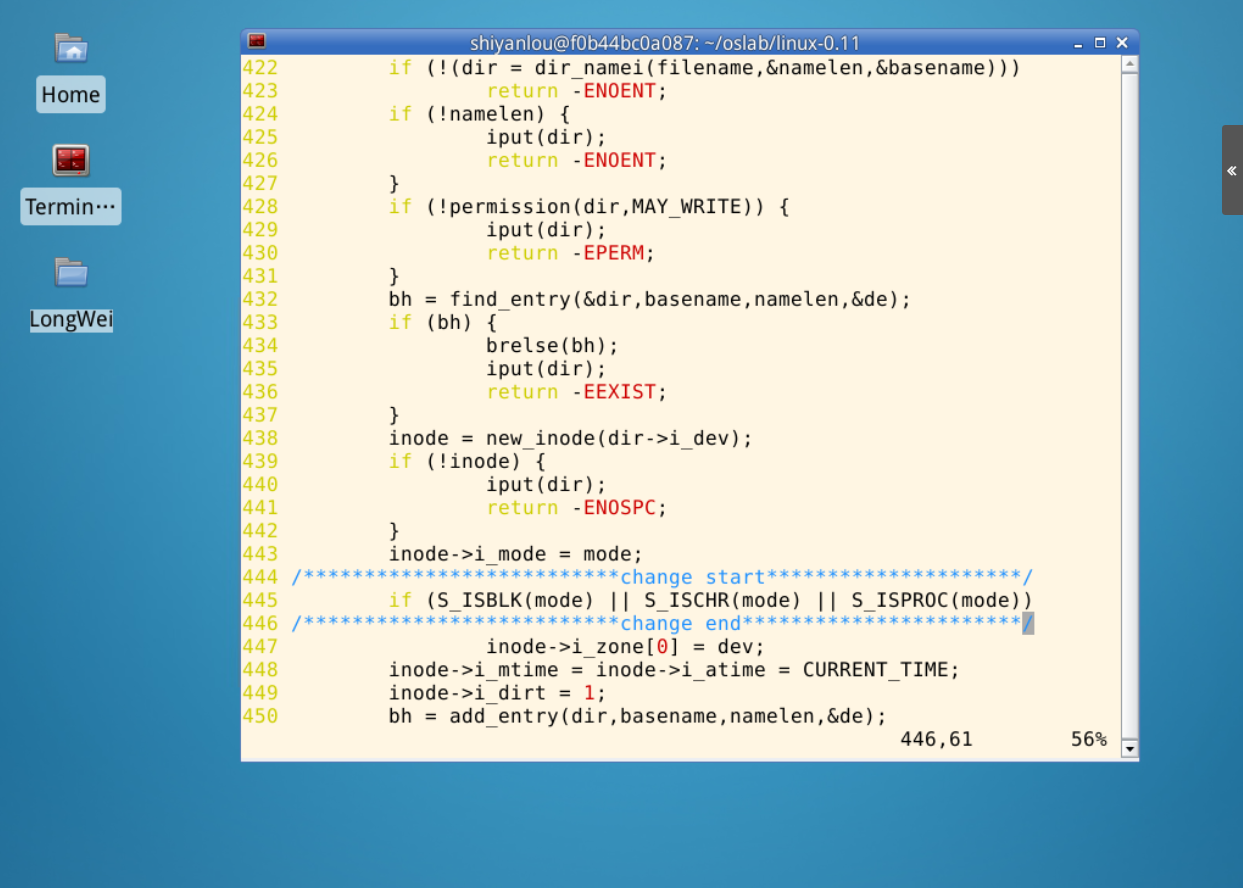 Home
Termin···
LongWei
shiyanlou@f0b44bc0a087: ~/oslab/linux-0.11
422         if (!(dir = dir_namei(filename,&namelen,&basename)))
423                 return -ENOENT;
424         if (!namelen) {
425                 iput(dir);
426                 return -ENOENT;
427         }
428         if (!permission(dir,MAY_WRITE)) {
429                 iput(dir);
430                 return -EPERM;
431         }
432         bh = find_entry(&dir,basename,namelen,&de);
433         if (bh) {
434                 brelse(bh);
435                 iput(dir);
436                 return -EEXIST;
437         }
438         inode = new_inode(dir->i_dev);
439         if (!inode) {
440                 iput(dir);
441                 return -ENOSPC;
442         }
443         inode->i_mode = mode;
444 /**************************change start*********************/
445         if (S_ISBLK(mode) || S_ISCHR(mode) || S_ISPROC(mode))
446 /**************************change end***********************/
447                 inode->i_zone[0] = dev;
448         inode->i_mtime = inode->i_atime = CURRENT_TIME;
449         inode->i_dirt = 1;
450         bh = add_entry(dir,basename,namelen,&de);
446,61        56%